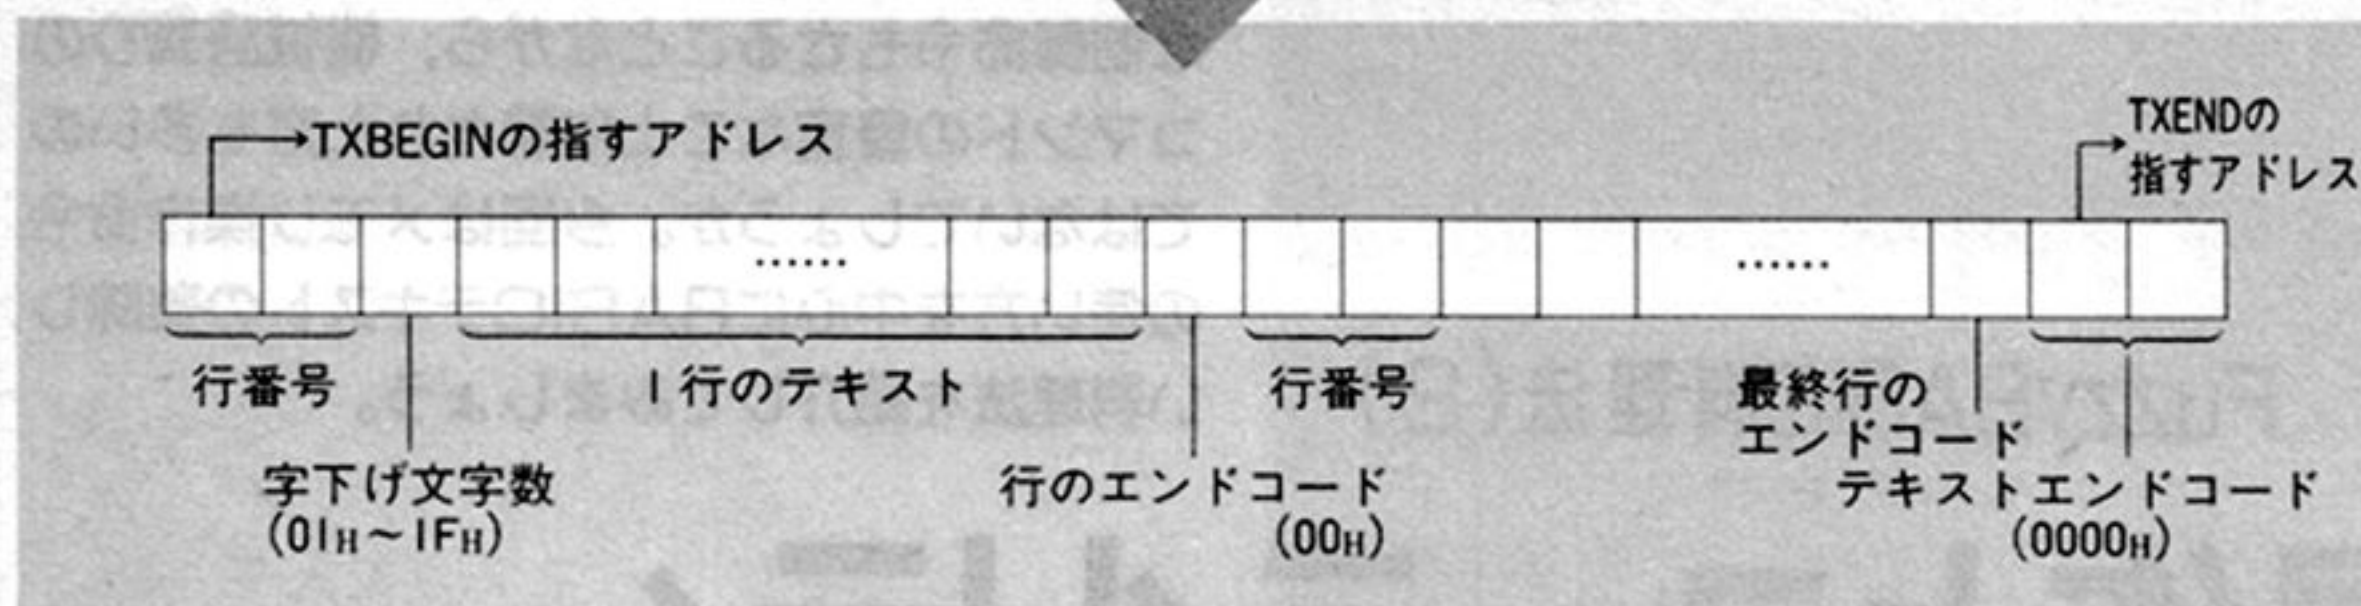 TXBEGINの指すアドレス
TXENDの
指すアドレス
……
……
行番号
1行のテキスト
行番号
最終行の
エンドコード
字下げ文字数
(01H～1FH)
行のエンドコード
(00H)
テキストエンドコード
(0000H)